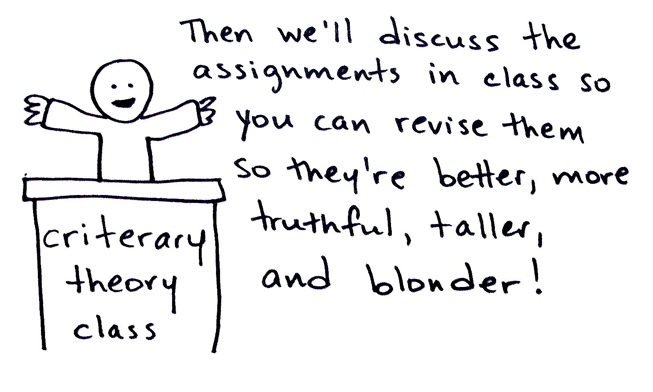 Then we'll discuss the
assignments in class so
you can revise them
so they're better, more
truthful, taller,
and blonder!
criterary
theory
class